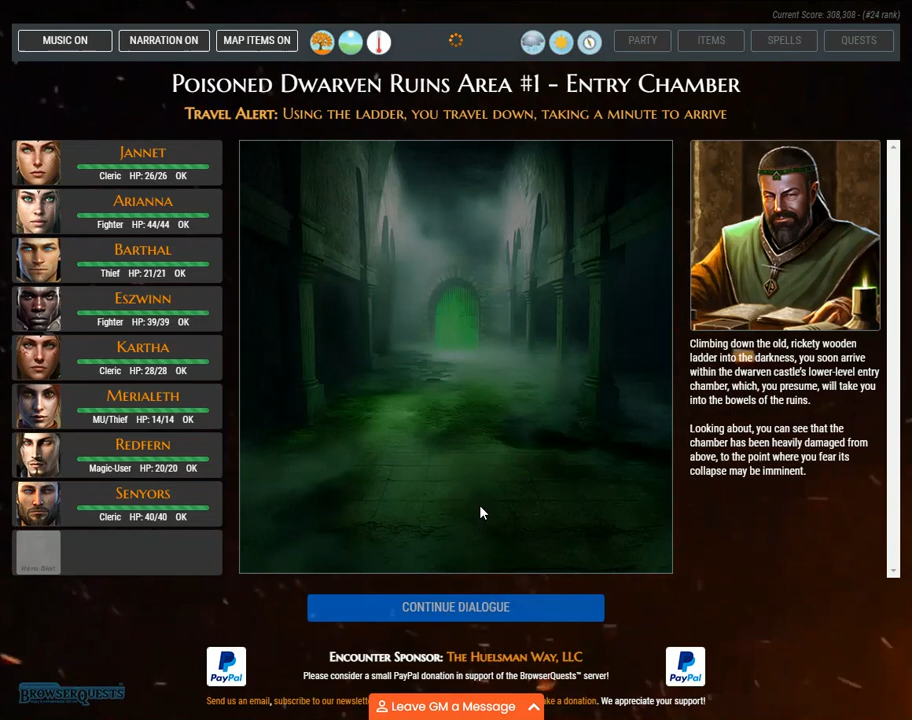 Current Score: 308,308 - (#24 rank)
MUSIC ON
NARRATION ON
MAP ITEMS ON
PARTY
ITEMS
SPELLS
QUESTS
Poisoned Dwarven Ruins Area #1 - Entry Chamber
Travel Alert: Using the ladder, you travel down, taking a minute to arrive
Jannet
Cleric HP: 26/26 OK
Arianna
Fighter HP: 44/44 OK
Barthal
Thief HP: 21/21 OK
Eszwinn
Fighter HP: 39/39 OK
Kartha
Cleric HP: 28/28 OK
Merialeth
MU/Thief HP: 14/14 OK
Redfern
Magic-User HP: 20/20 OK
Senyors
Cleric HP: 40/40 OK
Climbing down the old, rickety wooden
ladder into the darkness, you soon arrive
within the dwarven castle's lower-level entry
chamber, which, you presume, will take you
into the bowels of the ruins.
Looking about, you can see that the
chamber has been heavily damaged from
above, to the point where you fear its
collapse may be imminent.
CONTINUE DIALOGUE
Encounter Sponsor: The Huelsman Way, LLC
Please consider a small PayPal donation in support of the BrowserQuests™ server!
PayPal
PayPal
BrowserQuests
Send us an email, subscribe to our newslett
ke a donation. We appreciate your support!
Leave GM a Message